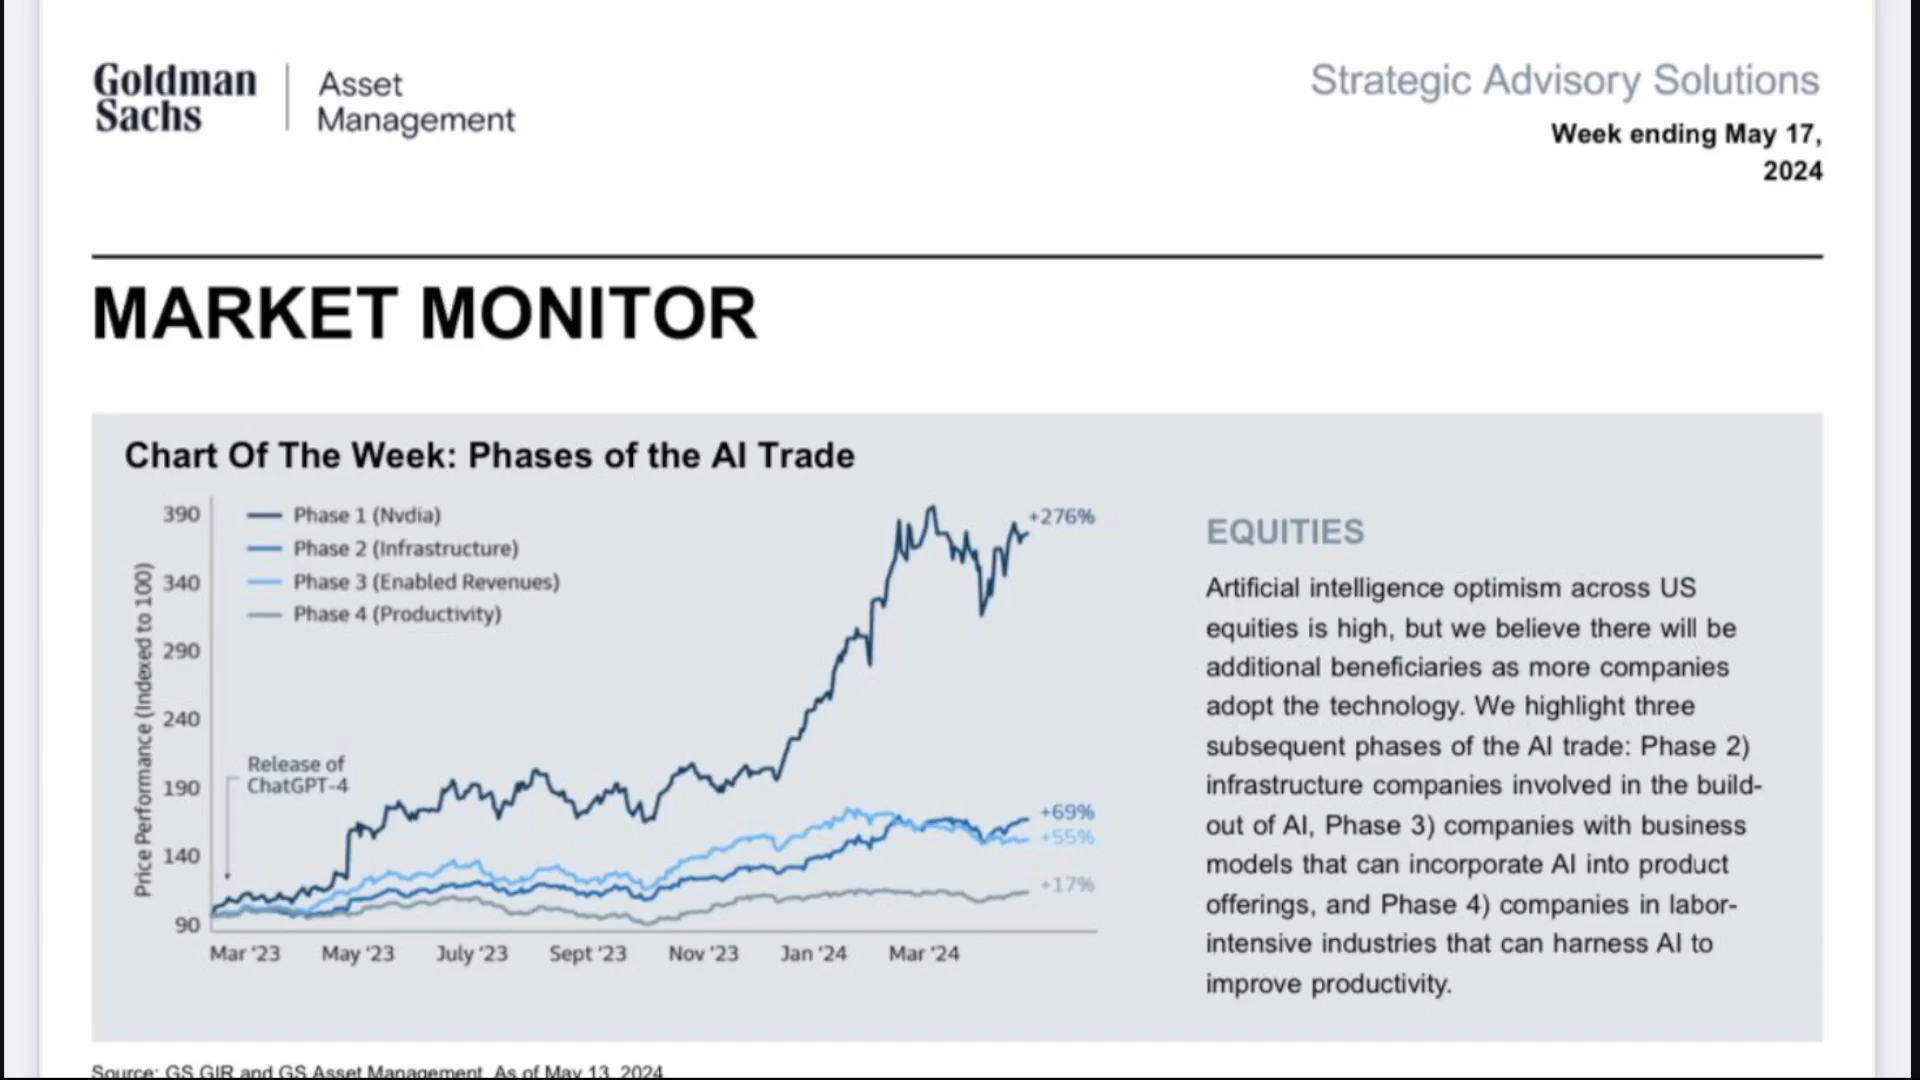 Goldman
Sachs
Asset
Management
Strategic Advisory Solutions
Week ending May 17,
2024
MARKET MONITOR
Chart Of The Week: Phases of the AI Trade
Price Performance (Indexed to 100)
390
340
290
240
190
140
90
Phase 1 (Nvdia)
Phase 2 (Infrastructure)
Phase 3 (Enabled Revenues)
Phase 4 (Productivity)
Release of
ChatGPT-4
+276%
+69%
+55%
+17%
Mar '23
May '23
July '23
Sept '23
Nov '23
Jan '24
Mar '24
EQUITIES
Artificial intelligence optimism across US
equities is high, but we believe there will be
additional beneficiaries as more companies
adopt the technology. We highlight three
subsequent phases of the AI trade: Phase 2)
infrastructure companies involved in the build-
out of AI, Phase 3) companies with business
models that can incorporate AI into product
offerings, and Phase 4) companies in labor-
intensive industries that can harness AI to
improve productivity.
Source: GS GIR and GS Asset Management. As of May 13, 2024